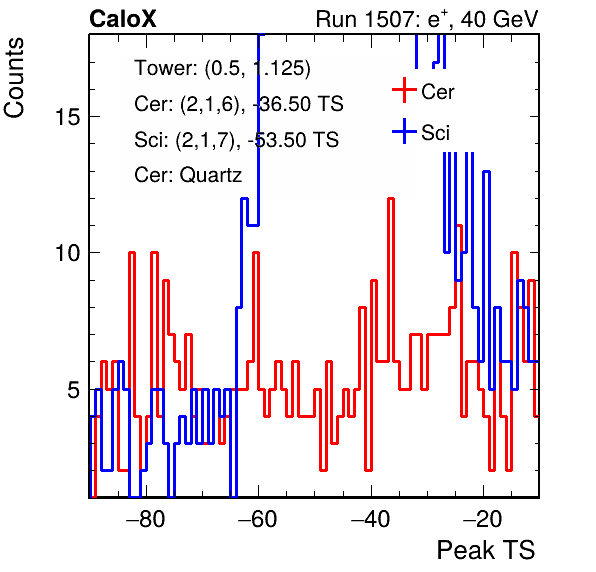 CaloX Run 1507: e⁺, 40 GeV
Counts
Tower: (0.5, 1.125)
Cer: (2,1,6), -36.50 TS
Sci: (2,1,7), -53.50 TS
Cer: Quartz
Cer
Sci
15
10
5
−80 −60 −40 −20
Peak TS